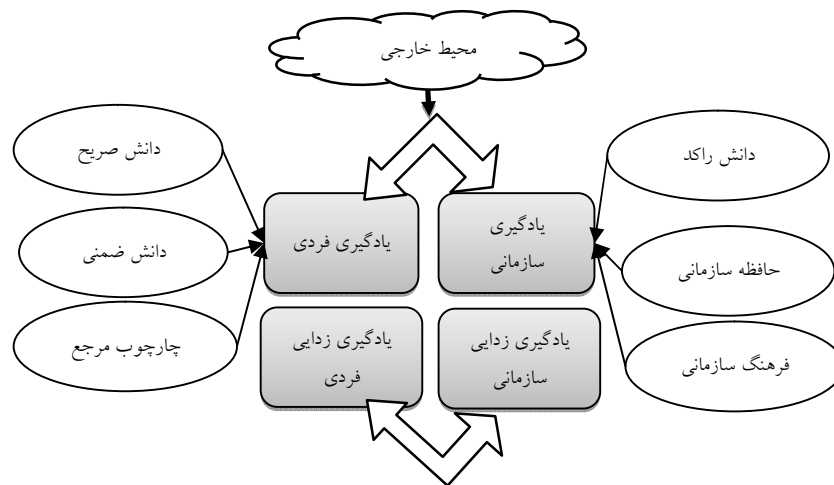 محیط خارجی
دانش راکد
دانش صریح
یادگیری
سازمانی
یادگیری فردی
حافظه سازمانی
دانش ضمنی
فرهنگ سازمانی
چارچوب مرجع
یادگیری زدایی
سازمانی
یادگیری زدایی
فردی